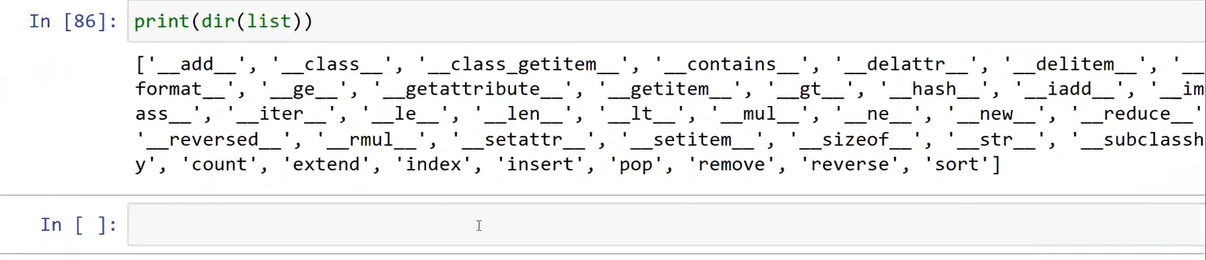 In [86]: print(dir(list))
['__add__', '__class__', '__class_getitem__', '__contains__', '__delattr__', '__delitem__', '__
format__', '__ge__', '__getattribute__', '__getitem__', '__gt__', '__hash__', '__iadd__', '__im
ass__', '__iter__', '__le__', '__len__', '__lt__', '__mul__', '__ne__', '__new__', '__reduce__'
'__reversed__', '__rmul__', '__setattr__', '__setitem__', '__sizeof__', '__str__', '__subclassh
y', 'count', 'extend', 'index', 'insert', 'pop', 'remove', 'reverse', 'sort']
In [ ]: